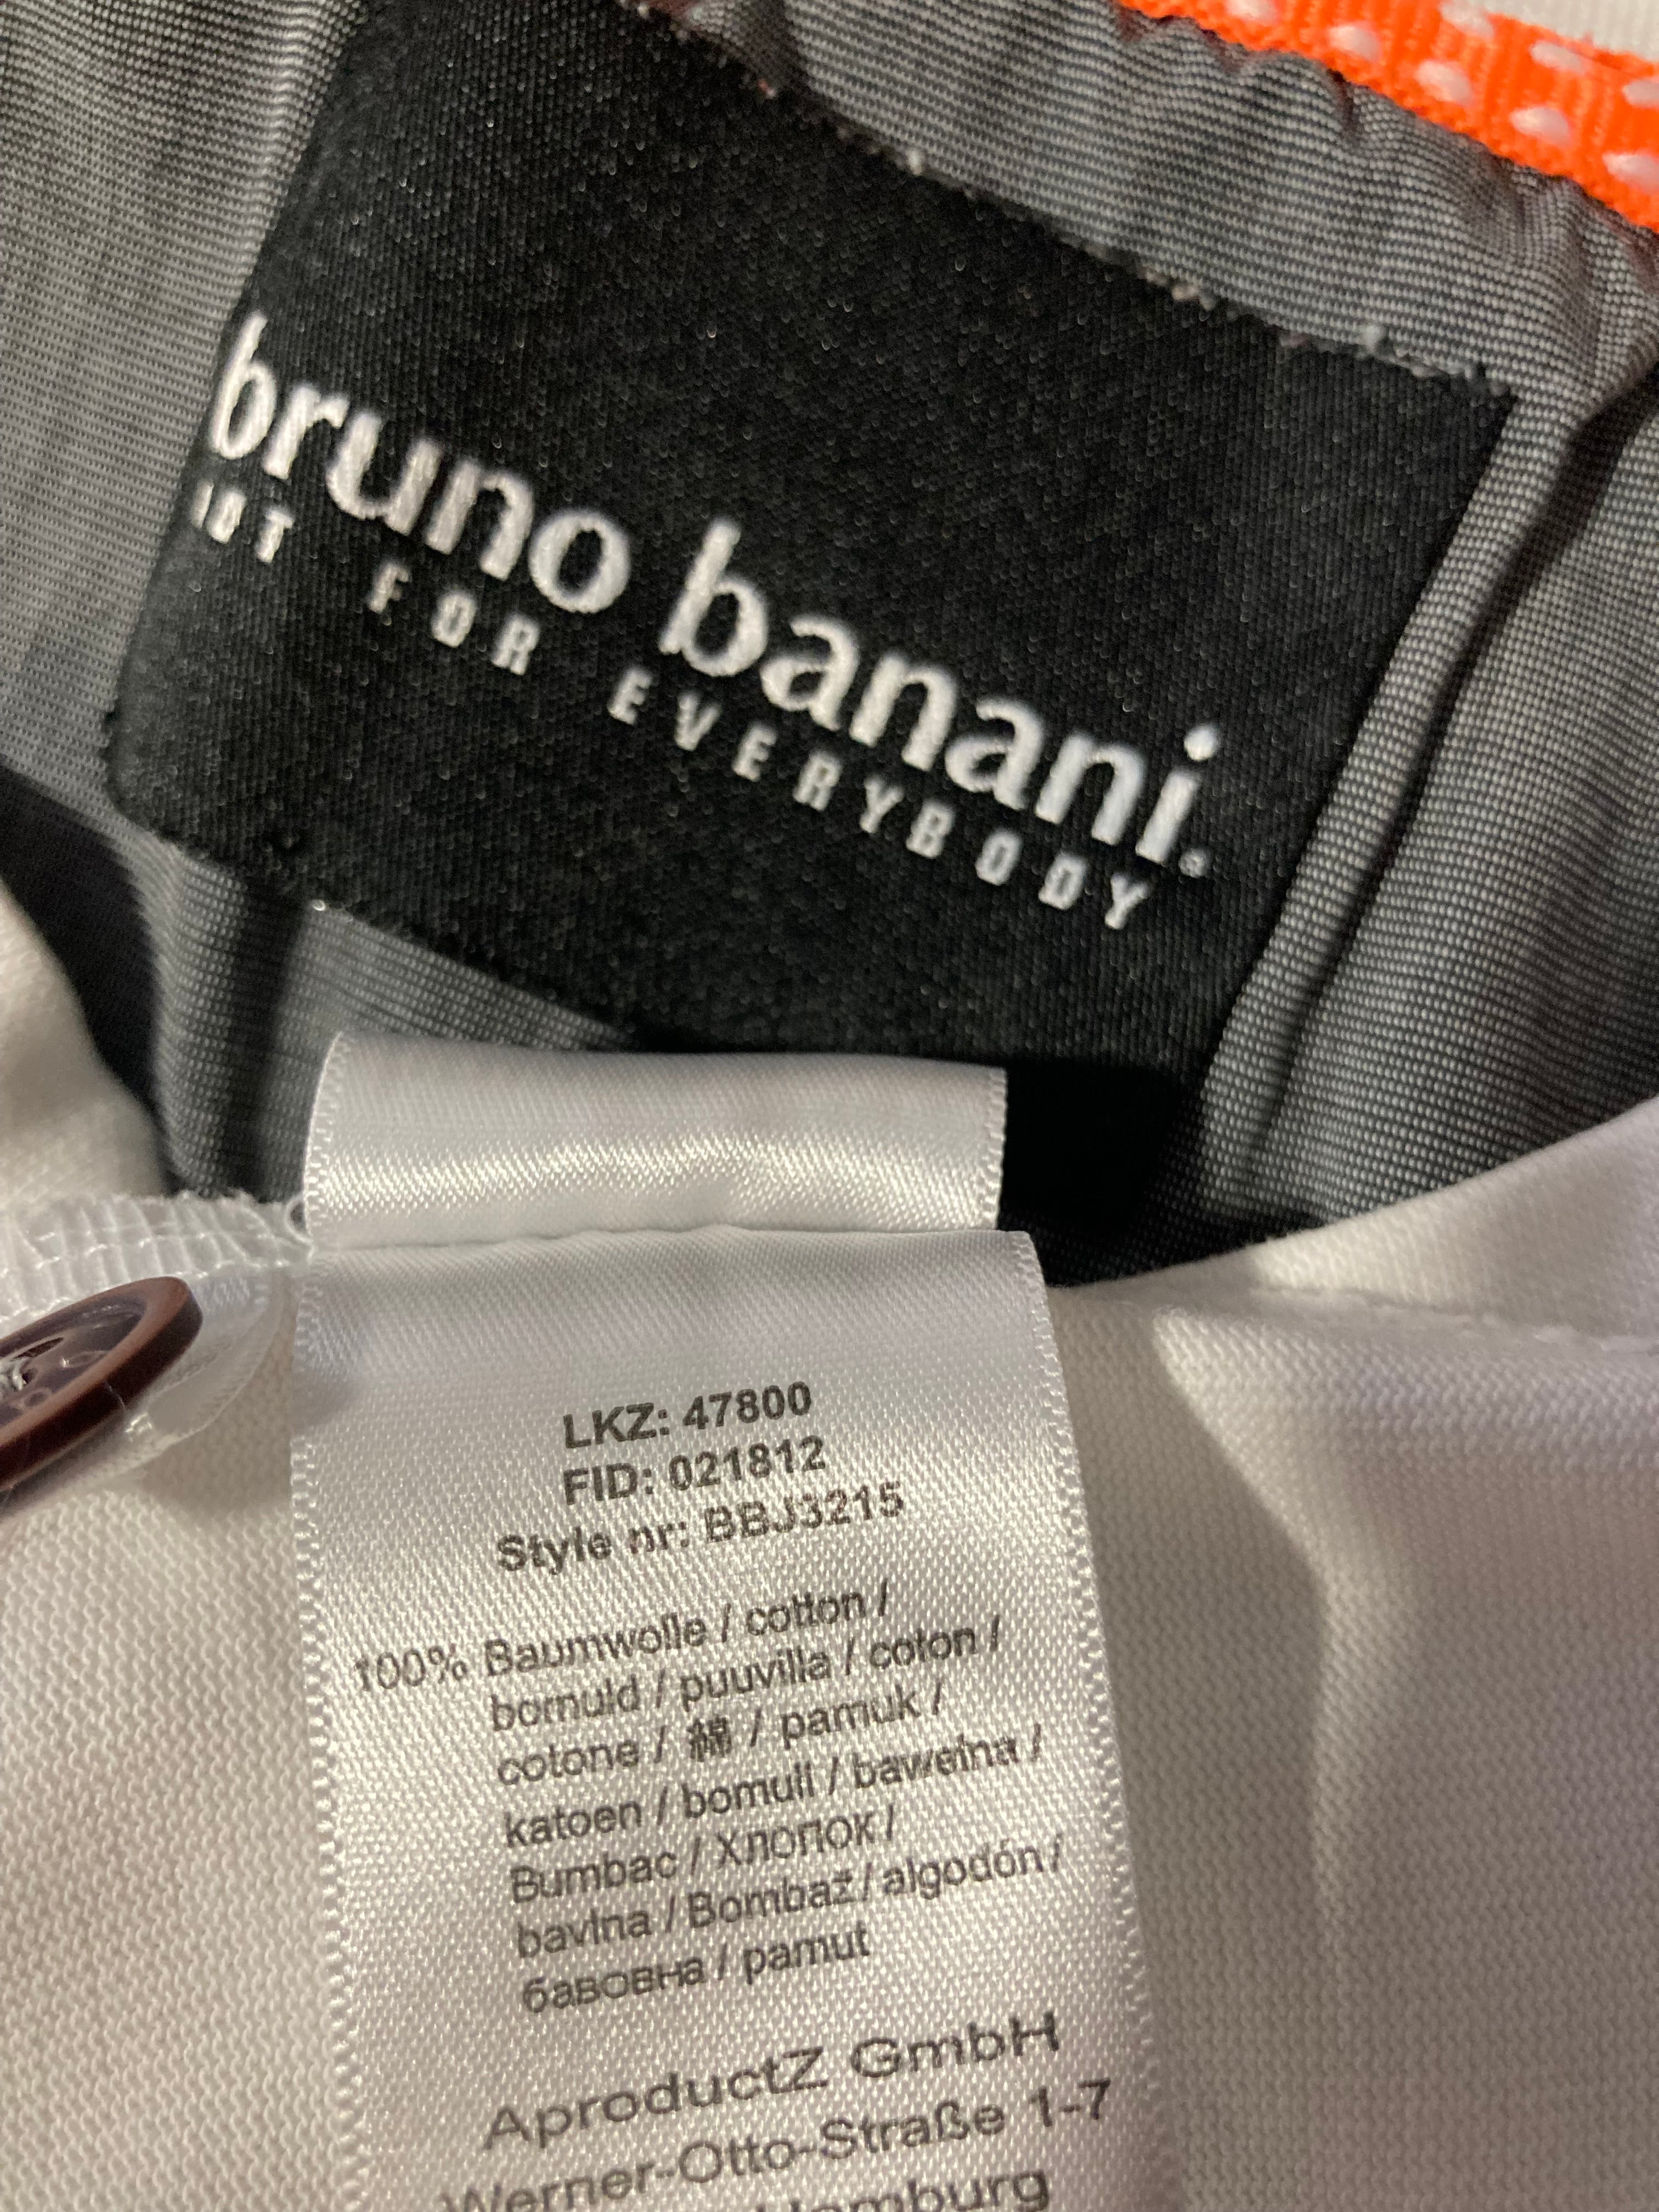 bruno banani.
NOT FOR EVERYBODY
LKZ: 47800
FID: 021812
Style nr: BBJ3215
100% Baumwolle / cotton /
bomuld / puuvilla / coton /
cotone / 綿 / pamuk /
katoen / bomull / bawełna /
Bumbac / Хлопок /
bavlna / Bombaž / algodón /
бавовна / pamut
AproductZ GmbH
Werner-Otto-Straße 1-7
Hamburg